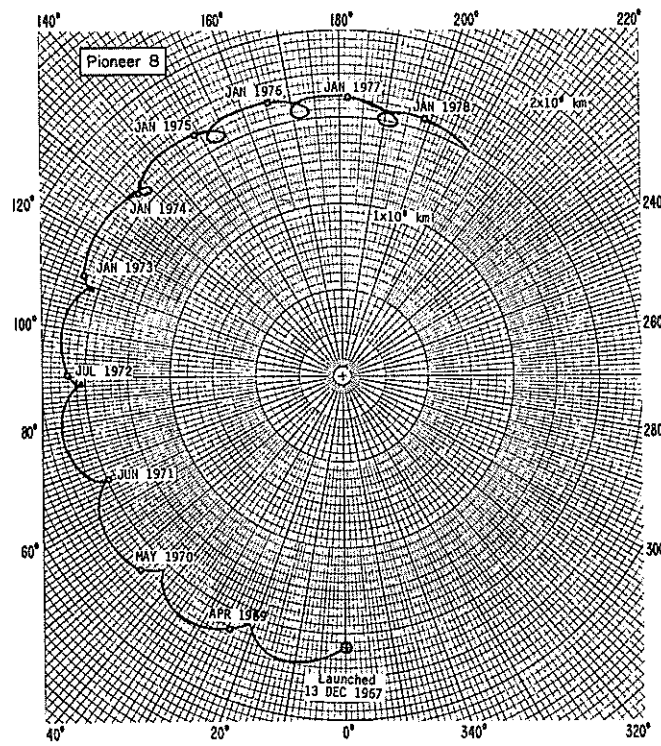 140°
160°
180°
200°
220°
Pioneer 8
JAN 1976
JAN 1977
JAN 1978
2x10⁸ km
JAN 1975
JAN 1974
120°
240°
1x10⁸ km
JAN 1973
100°
260°
JUL 1972
80°
280°
JUN 1971
60°
MAY 1970
300°
APR 1969
Launched
13 DEC 1967
40°
20°
0°
340°
320°